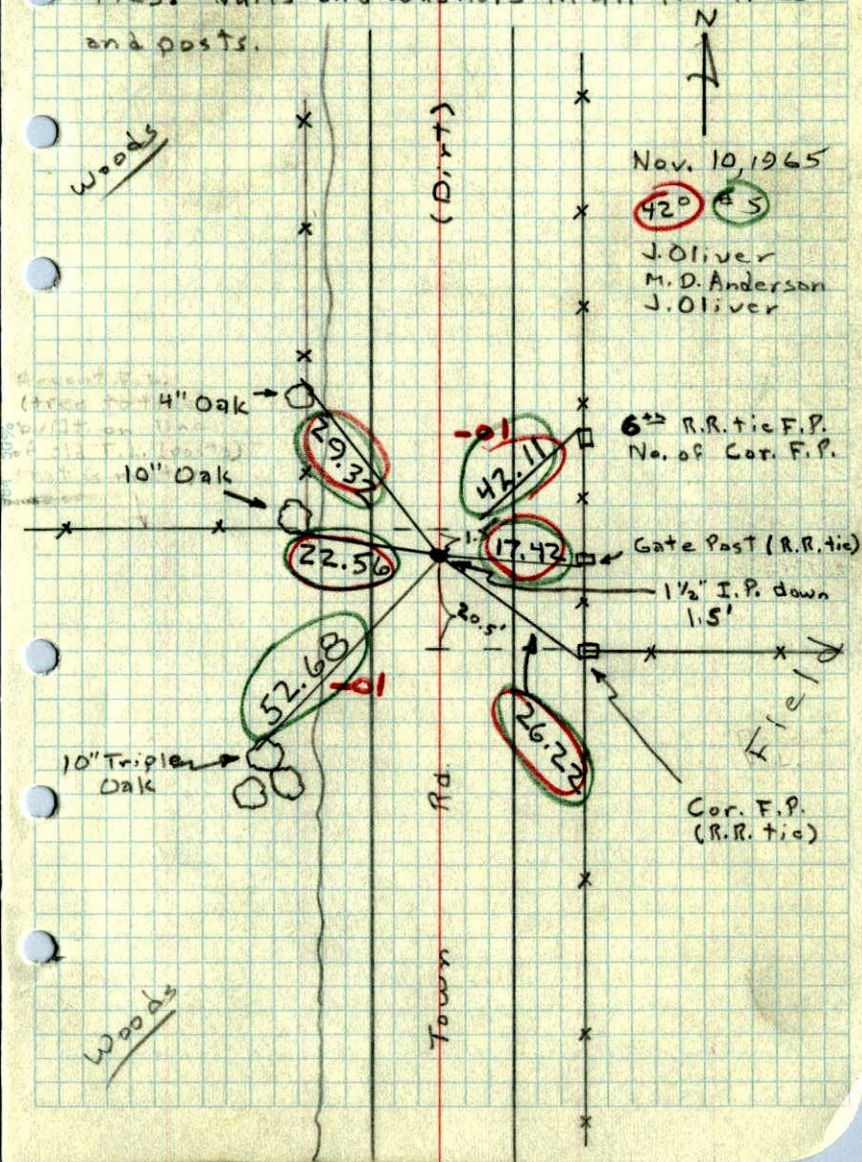 and posts.
N
Woods
(Dirt)
Nov. 10, 1965
42° # 5
J. Oliver
M. D. Anderson
J. Oliver
4" Oak
29.32
-01
42.11
6th R.R. tie F.P.
No. of Cor. F.P.
10" Oak
22.56
17.42
Gate Post (R.R. tie)
1½" I.P. down
1.5'
20.5'
52.68
-01
26.22
Field
10" Triple
Oak
Rd.
Cor. F.P.
(R.R. tie)
Town
Woods